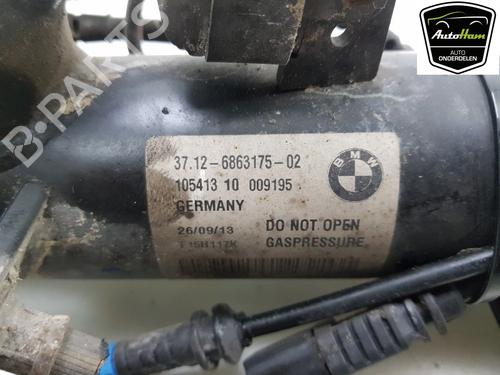 AutoHam
AUTO
ONDERDELEN
B-PARTS
37.12-6863175-02
105413 10 009195
GERMANY
26/09/13 DO NOT OPEN
F15H117K GASPRESSURE
BMW